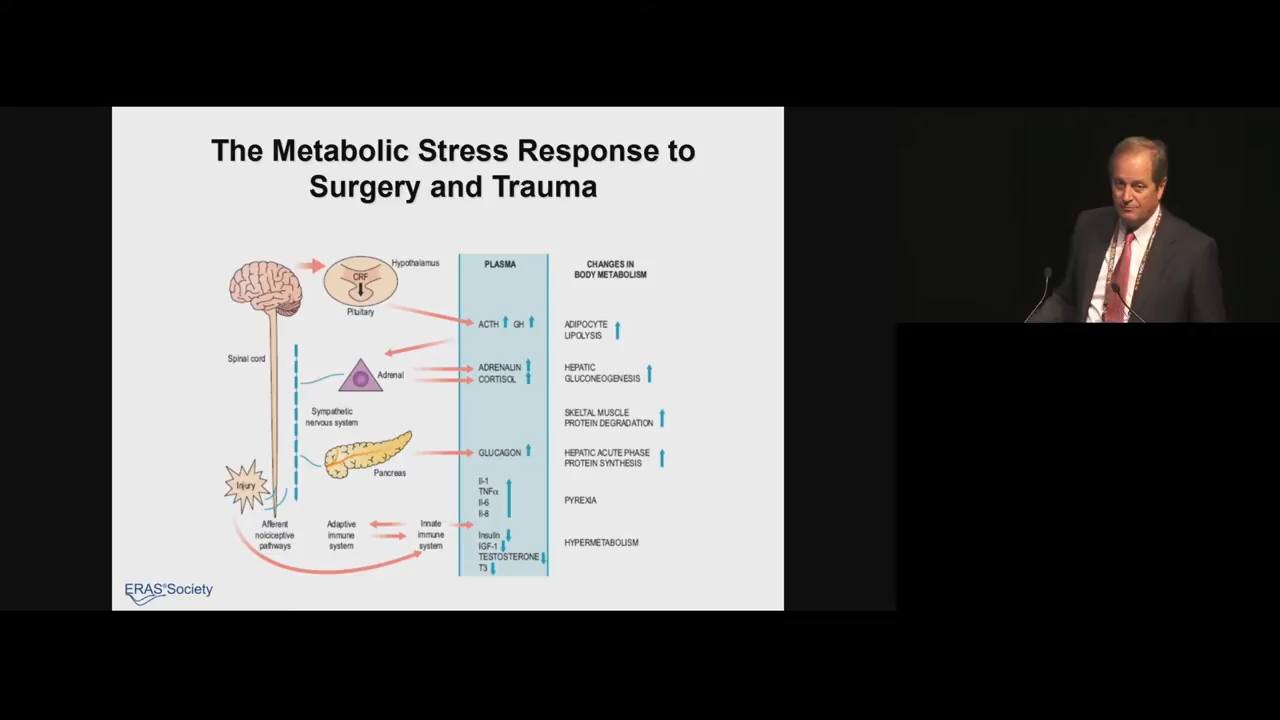 The Metabolic Stress Response to
Surgery and Trauma
Hypothalamus
CRF
Pituitary
Spinal cord
Adrenal
Sympathetic
nervous system
Pancreas
Injury
Afferent
noiciceptive
pathways
Adaptive
immune
system
Innate
immune
system
PLASMA
ACTH GH
ADRENALIN
CORTISOL
GLUCAGON
Il-1
TNFα
Il-6
Il-8
Insulin
IGF-1
TESTOSTERONE
T3
CHANGES IN
BODY METABOLISM
ADIPOCYTE
LIPOLYSIS
HEPATIC
GLUCONEOGENESIS
SKELTAL MUSCLE
PROTEIN DEGRADATION
HEPATIC ACUTE PHASE
PROTEIN SYNTHESIS
PYREXIA
HYPERMETABOLISM
ERAS®Society